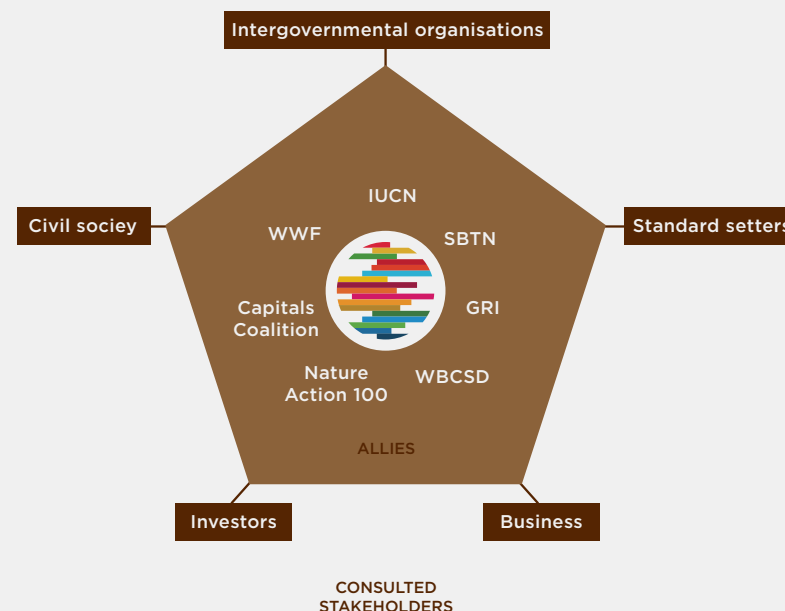 Intergovernmental organisations
IUCN
WWF
SBTN
Civil sociey
Standard setters
Capitals
Coalition
GRI
Nature
Action 100
WBCSD
ALLIES
Investors
Business
CONSULTED
STAKEHOLDERS